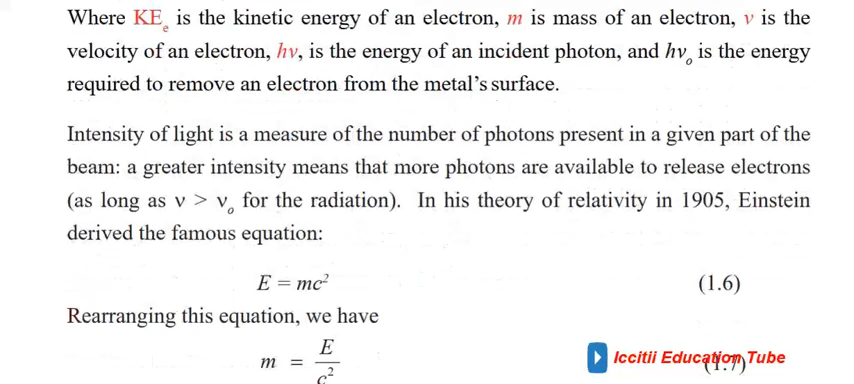 Where KEe is the kinetic energy of an electron, m is mass of an electron, v is the
velocity of an electron, hν, is the energy of an incident photon, and hνo is the energy
required to remove an electron from the metal's surface.
Intensity of light is a measure of the number of photons present in a given part of the
beam: a greater intensity means that more photons are available to release electrons
(as long as ν > νo for the radiation). In his theory of relativity in 1905, Einstein
derived the famous equation:
E = mc² (1.6)
Rearranging this equation, we have
m = E/c² (1.7)
Iccitii Education Tube